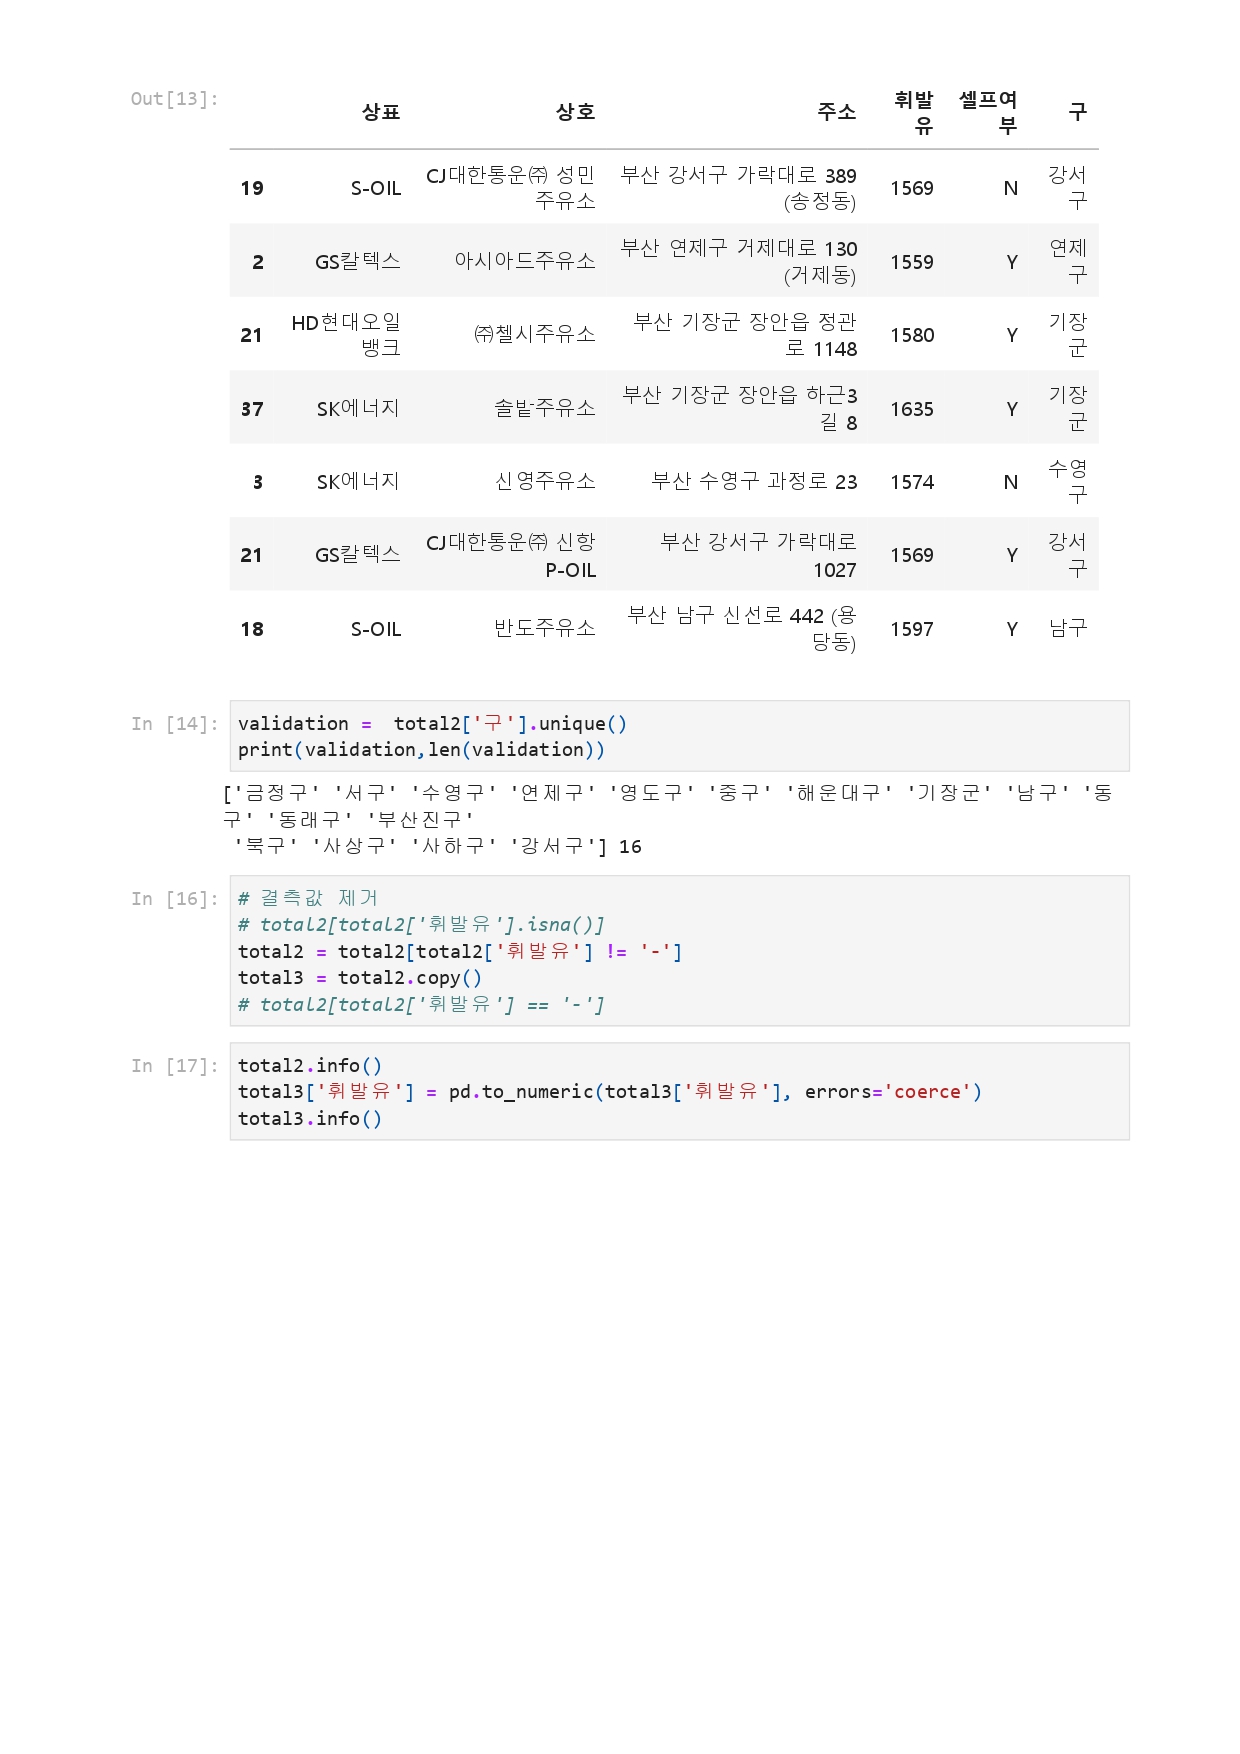 Out[13]:
상표 상호 주소 휘발유 셀프여부 구
19 S-OIL CJ대한통운㈜ 성민주유소 부산 강서구 가락대로 389 (송정동) 1569 N 강서구
2 GS칼텍스 아시아드주유소 부산 연제구 거제대로 130 (거제동) 1559 Y 연제구
21 HD현대오일뱅크 ㈜첼시주유소 부산 기장군 장안읍 정관로 1148 1580 Y 기장군
37 SK에너지 솔밭주유소 부산 기장군 장안읍 하근3길 8 1635 Y 기장군
3 SK에너지 신영주유소 부산 수영구 과정로 23 1574 N 수영구
21 GS칼텍스 CJ대한통운㈜ 신항 P-OIL 부산 강서구 가락대로 1027 1569 Y 강서구
18 S-OIL 반도주유소 부산 남구 신선로 442 (용당동) 1597 Y 남구
In [14]: validation =  total2['구'].unique()
print(validation,len(validation))
['금정구' '서구' '수영구' '연제구' '영도구' '중구' '해운대구' '기장군' '남구' '동
구' '동래구' '부산진구'
 '북구' '사상구' '사하구' '강서구'] 16
In [16]: # 결측값 제거
# total2[total2['휘발유'].isna()]
total2 = total2[total2['휘발유'] != '-']
total3 = total2.copy()
# total2[total2['휘발유'] == '-']
In [17]: total2.info()
total3['휘발유'] = pd.to_numeric(total3['휘발유'], errors='coerce')
total3.info()